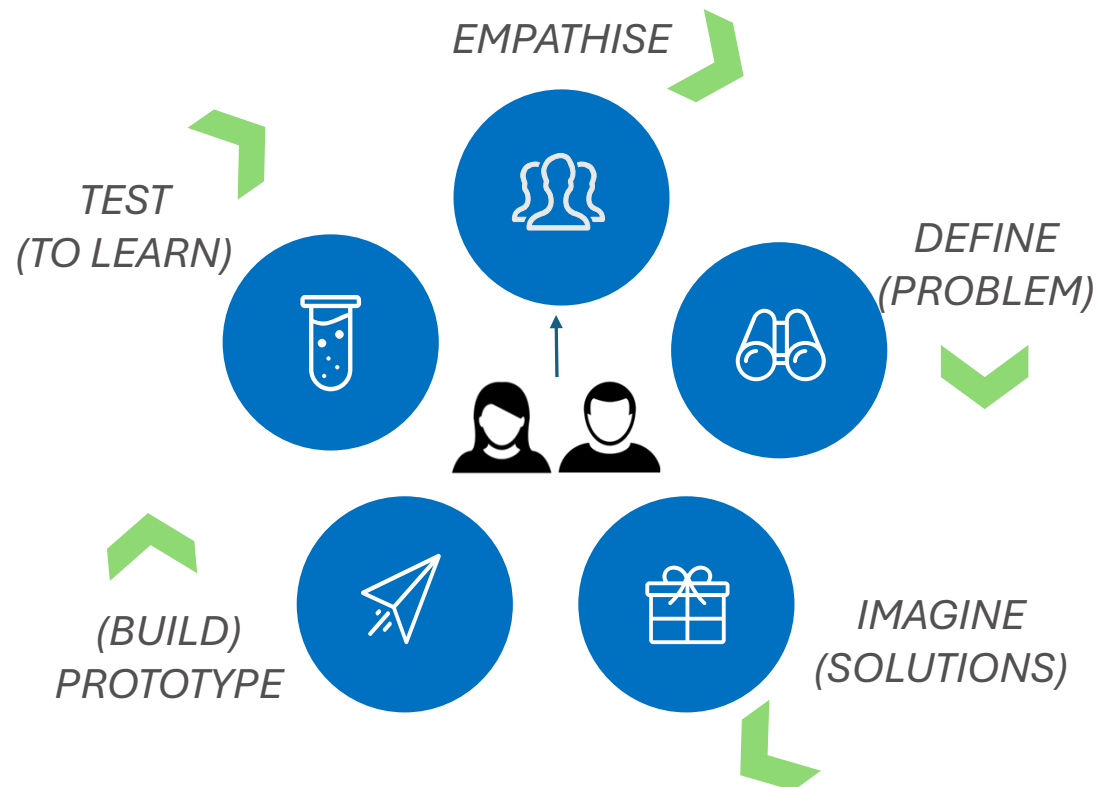 EMPATHISE
DEFINE
(PROBLEM)
IMAGINE
(SOLUTIONS)
(BUILD)
PROTOTYPE
TEST
(TO LEARN)